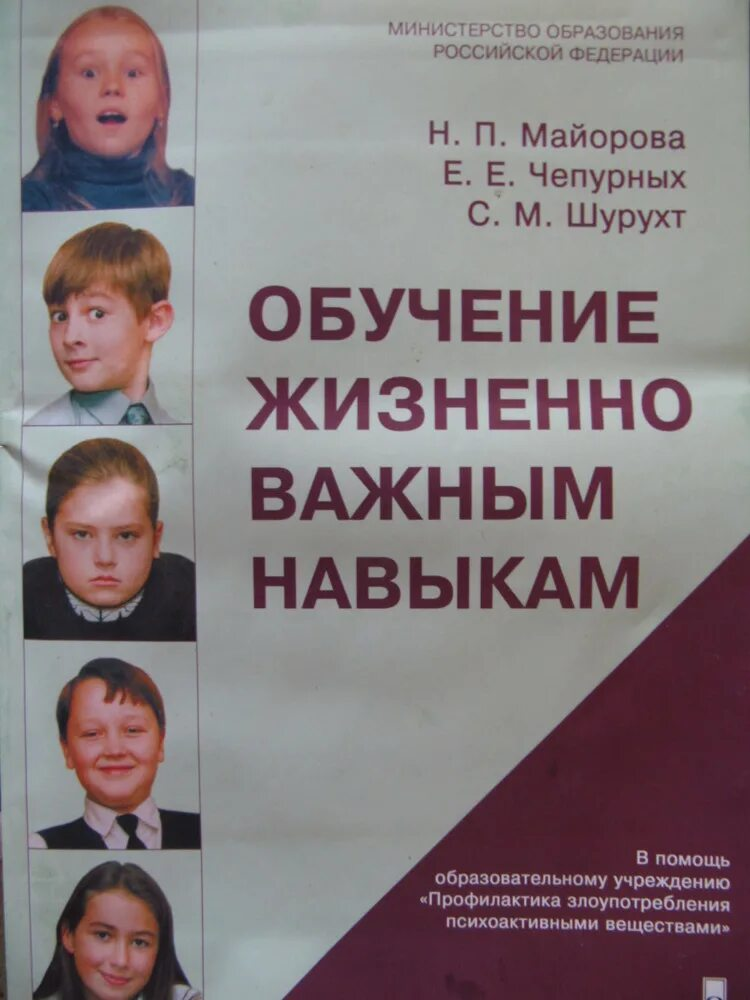 МИНИСТЕРСТВО ОБРАЗОВАНИЯ
РОССИЙСКОЙ ФЕДЕРАЦИИ
Н. П. Майорова
Е. Е. Чепурных
С. М. Шурухт
ОБУЧЕНИЕ
ЖИЗНЕННО
ВАЖНЫМ
НАВЫКАМ
В помощь
образовательному учреждению
«Профилактика злоупотребления
психоактивными веществами»